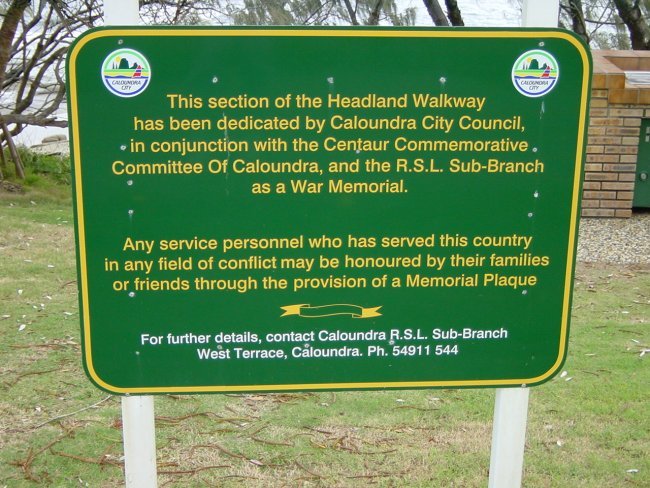 CALOUNDRA
CITY
CALOUNDRA
CITY
This section of the Headland Walkway
has been dedicated by Caloundra City Council,
in conjunction with the Centaur Commemorative
Committee Of Caloundra, and the R.S.L. Sub-Branch
as a War Memorial.
Any service personnel who has served this country
in any field of conflict may be honoured by their families
or friends through the provision of a Memorial Plaque
For further details, contact Caloundra R.S.L. Sub-Branch
West Terrace, Caloundra. Ph. 54911 544